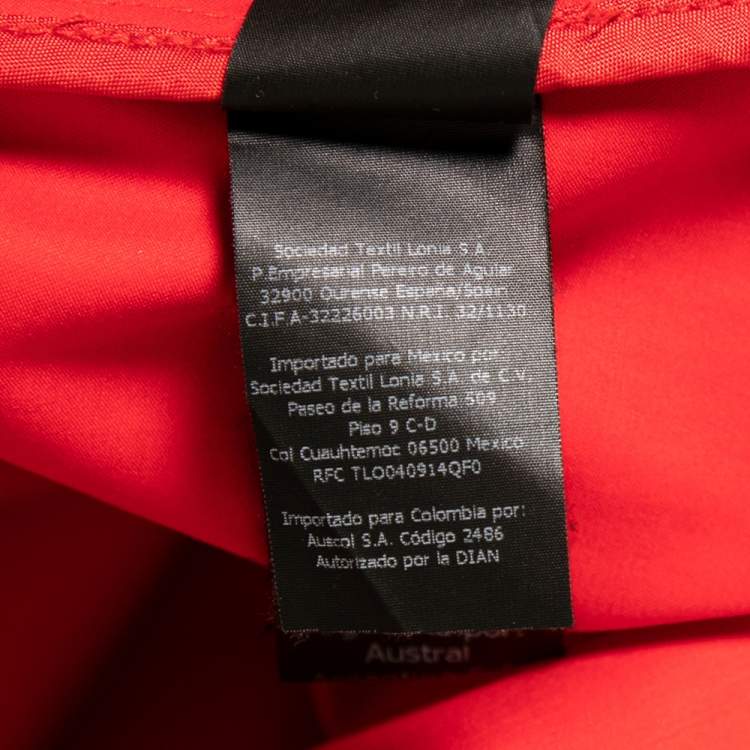 Sociedad Textil Lonia S.A
P.Empresarial Pereiro de Aguiar
32900 Ourense España/Spain
C.I.F A-32226003 N.R.I. 32/1130
Importado para Mexico por:
Sociedad Textil Lonia S.A. de C.V.
Paseo de la Reforma 509
Piso 9 C-D
Col Cuauhtemoc 06500 Mexico
RFC TLO040914QF0
Importado para Colombia por:
Auscol S.A. Código 2486
Autorizado por la DIAN
Austral